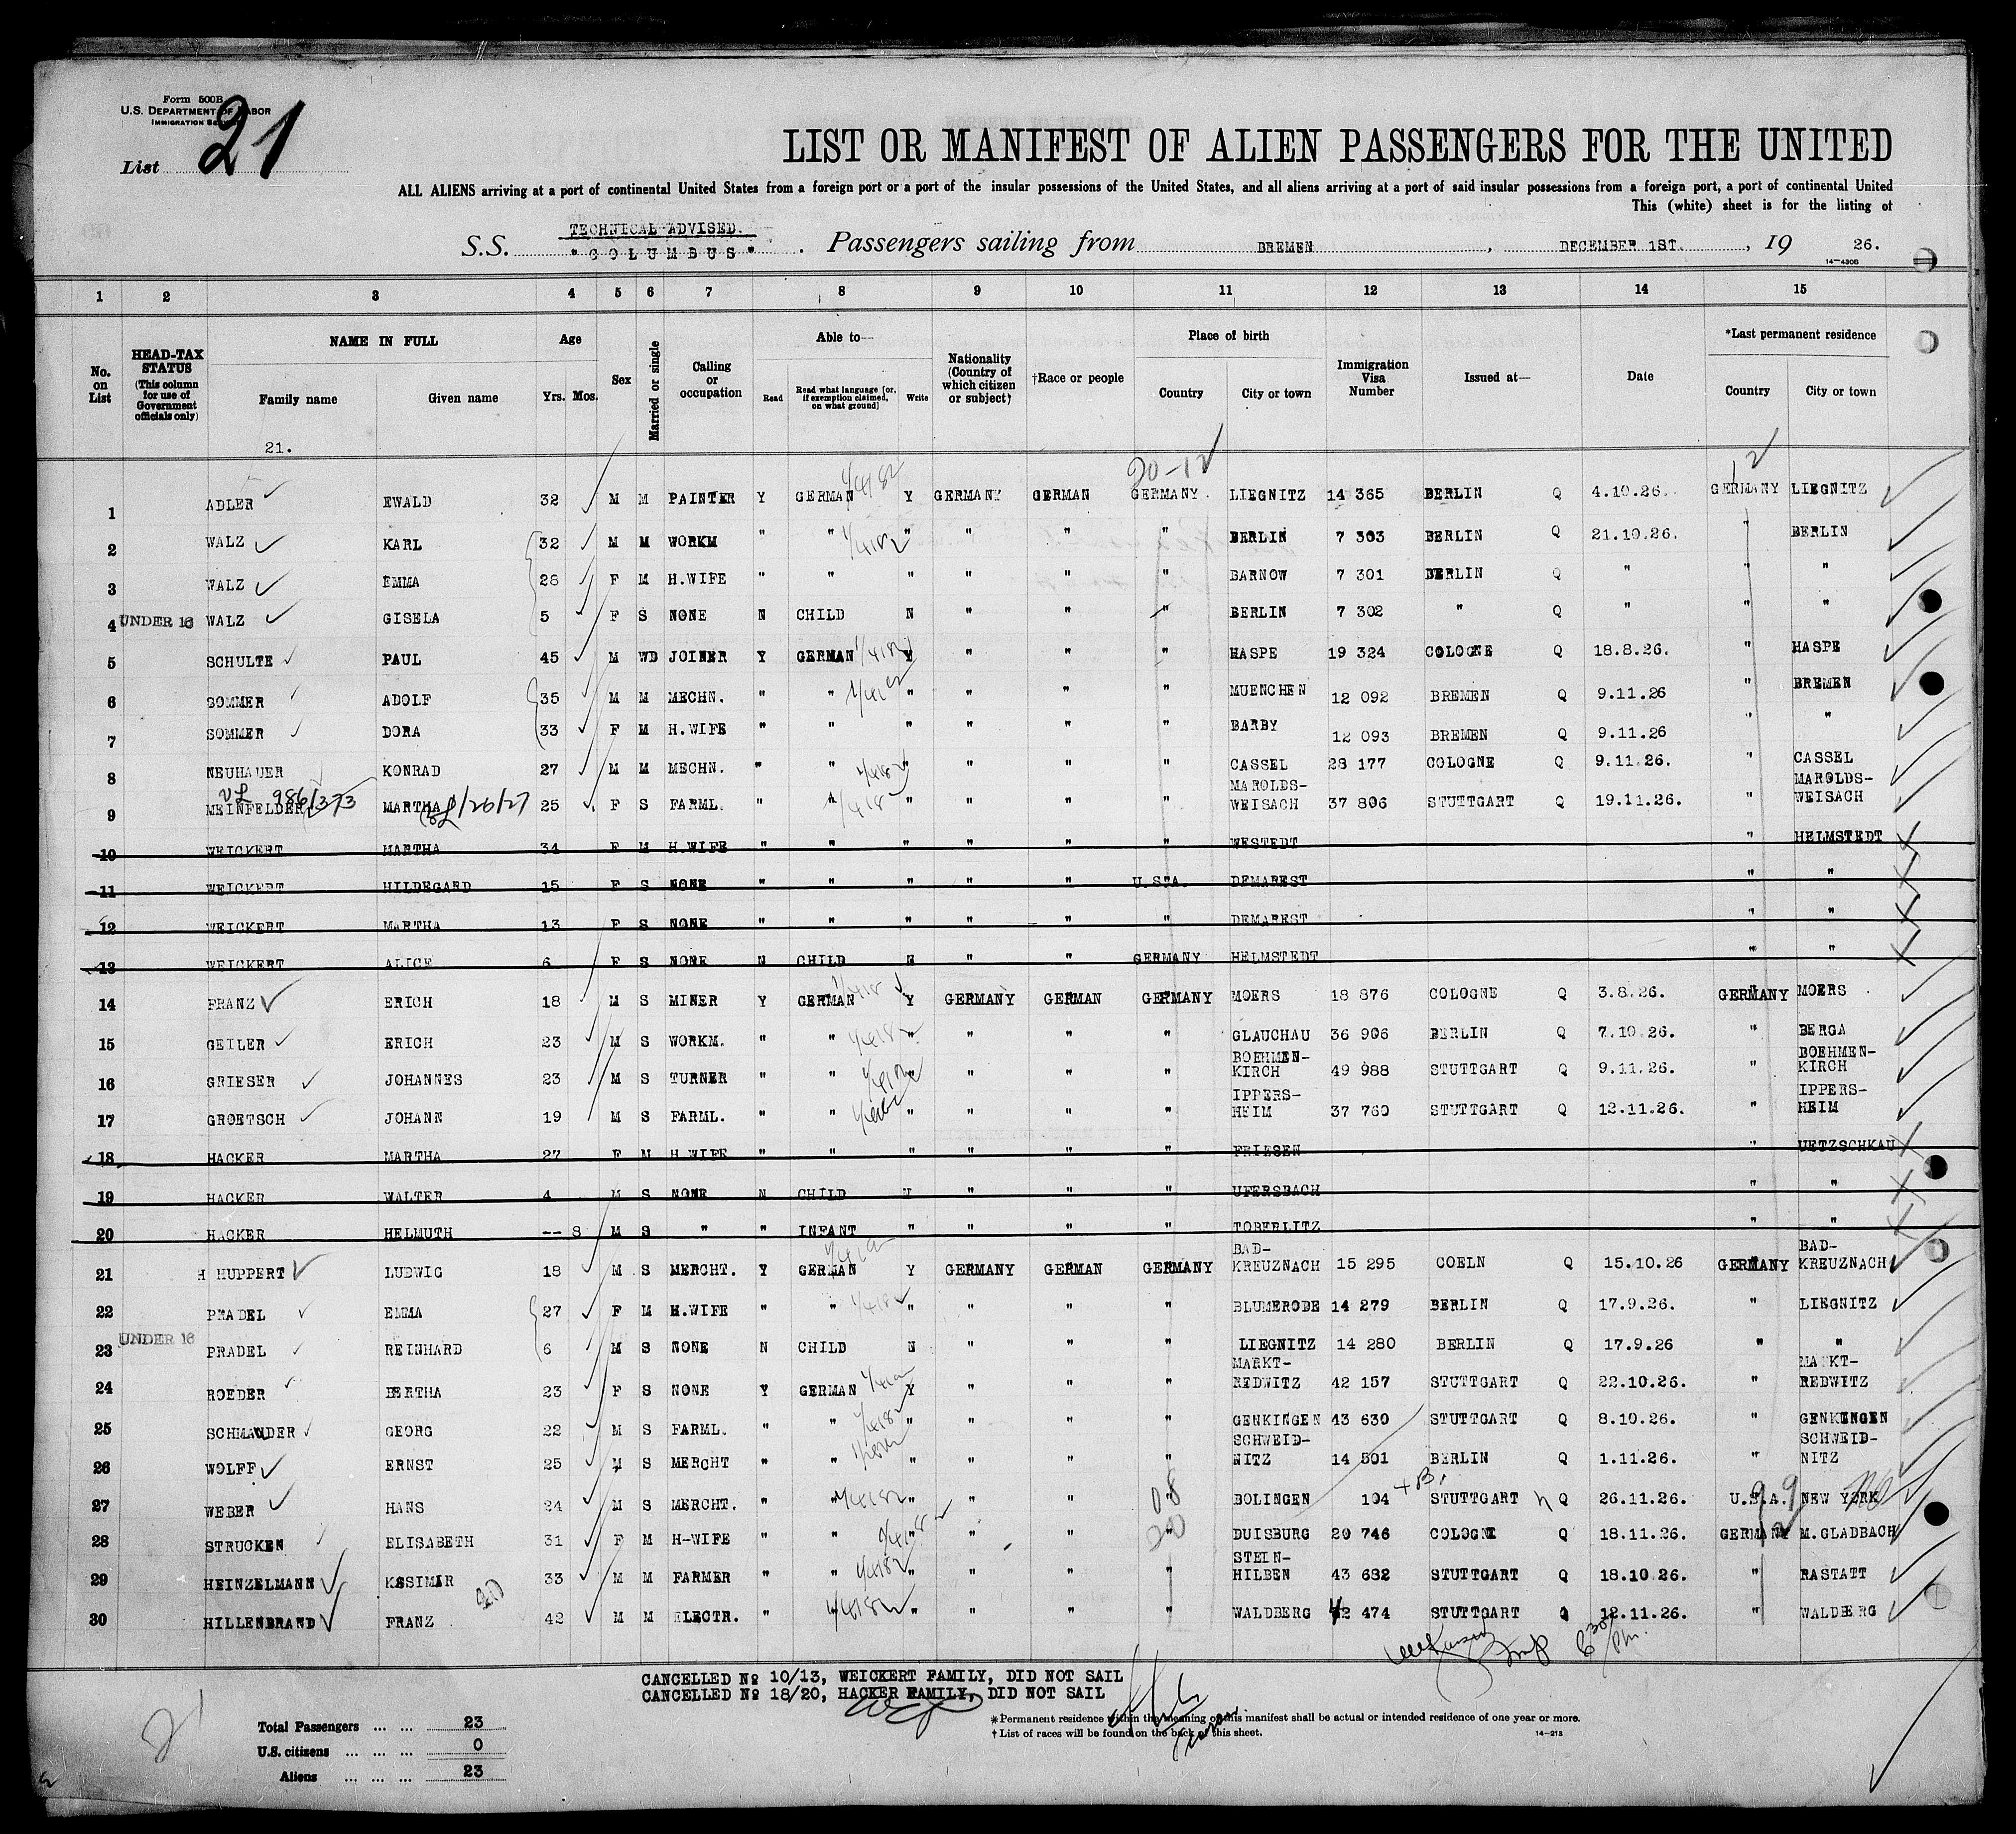 Form 500B
U.S. DEPARTMENT OF LABOR
IMMIGRATION
List 21
LIST OR MANIFEST OF ALIEN PASSENGERS FOR THE UNITED
ALL ALIENS arriving at a port of continental United States from a foreign port or a port of the insular possessions of the United States, and all aliens arriving at a port of said insular possessions from a foreign port, a port of continental United
This (white) sheet is for the listing of
TECHNICAL ADVISED.
S.S. "COLUMBUS". Passengers sailing from BREMEN, DECEMBER 1ST., 19 26.
14-430B
1 2 3 4 5 6 7 8 9 10 11 12 13 14 15
No. on List
HEAD-TAX STATUS (This column for use of Government officials only)
NAME IN FULL
Family name Given name
Age
Yrs. Mos.
Sex
Married or single
Calling or occupation
Able to—
Read Read what language [or, if exemption claimed, on what ground] Write
Nationality (Country of which citizen or subject)
†Race or people
Place of birth
Country City or town
Immigration Visa Number
Issued at—
Date
*Last permanent residence
Country City or town
21.
20-12
1 ADLER EWALD 32 M M PAINTER Y GERMAN Y GERMANY GERMAN GERMANY. LIEGNITZ 14 365 BERLIN Q 4.10.26. GERMANY LIEGNITZ
2 WALZ KARL 32 M M WORKM " " " " " " BERLIN 7 303 BERLIN Q 21.10.26. " BERLIN
3 WALZ EMMA 28 F M H.WIFE " " " " " " BARNOW 7 301 BERLIN Q " " "
4 UNDER 16 WALZ GISELA 5 F S NONE N CHILD N " " " BERLIN 7 302 " Q " " "
5 SCHULTE PAUL 45 M WD JOINER Y GERMAN Y " " " HASPE 19 324 COLOGNE Q 18.8.26. " HASPE
6 SOMMER ADOLF 35 M M MECHN. " " " " " " MUENCHEN 12 092 BREMEN Q 9.11.26 " BREMEN
7 SOMMER DORA 33 F M H.WIFE " " " " " " BARBY 12 093 BREMEN Q 9.11.26 " "
8 NEUHAUER KONRAD 27 M M MECHN. " " " " " " CASSEL 28 177 COLOGNE Q 9.11.26. " CASSEL
9 MEINFELDER MARTHA 25 F S FARML. " " " " " " MAROLDS-WEISACH 37 806 STUTTGART Q 19.11.26. " MAROLDS-WEISACH
10 WEICKERT MARTHA 34 F M H.WIFE " " " " " " WESTEDT " HELMSTEDT
11 WEICKERT HILDEGARD 15 F S NONE " " " " " U.S.A. DEMAREST " "
12 WEICKERT MARTHA 13 F S NONE " " " " " " DEMAREST " "
13 WEICKERT ALICE 6 F S NONE N CHILD N " " GERMANY HELMSTEDT " "
14 FRANZ ERICH 18 M S MINER Y GERMAN Y GERMANY GERMAN GERMANY MOERS 18 876 COLOGNE Q 3.8.26. GERMANY MOERS
15 GEILER ERICH 23 M S WORKM. " " " " " " GLAUCHAU 36 906 BERLIN Q 7.10.26. " BERGA
16 GRIESER JOHANNES 23 M S TURNER " " " " " " BOEHMEN-KIRCH 49 988 STUTTGART Q 9.11.26. " BOEHMEN-KIRCH
17 GROETSCH JOHANN 19 M S FARML. " " " " " " IPPERS-HEIM 37 760 STUTTGART Q 12.11.26. " IPPERS-HEIM
18 HACKER MARTHA 27 F M H.WIFE " " " " " " FRIESEN " UETZSCHKAU
19 HACKER WALTER 4 M S NONE N CHILD N " " " UFERSBACH " "
20 HACKER HELMUTH -- 8 M S " " INFANT " " " " TOBERLITZ " "
21 H HUPPERT LUDWIG 18 M S MERCHT. Y GERMAN Y GERMANY GERMAN GERMANY BAD-KREUZNACH 15 295 COELN Q 15.10.26 GERMANY BAD-KREUZNACH
22 PRADEL EMMA 27 F M H.WIFE " " " " " " BLUMERODE 14 279 BERLIN Q 17.9.26. " LIEGNITZ
23 UNDER 16 PRADEL REINHARD 6 M S NONE N CHILD N " " " LIEGNITZ 14 280 BERLIN Q 17.9.26 " "
24 ROEDER BERTHA 23 F S NONE Y GERMAN Y " " " MARKT-REDWITZ 42 157 STUTTGART Q 22.10.26. " MARKT-REDWITZ
25 SCHMAUDER GEORG 22 M S FARML. " " " " " " GENKINGEN 43 630 STUTTGART Q 8.10.26. " GENKINGEN
26 WOLFF ERNST 25 M S MERCHT " " " " " " SCHWEID-NITZ 14 501 BERLIN Q 1.11.26. " SCHWEID-NITZ
27 WEBER HANS 24 M S MERCHT. " " " " " " BOLINGEN 104 STUTTGART Q 26.11.26. U.S.A. NEW YORK
28 STRUCKEN ELISABETH 31 F M H-WIFE " " " " " " DUISBURG 20 746 COLOGNE Q 18.11.26. GERMANY M.GLADBACH
29 HEINZELMANN KASIMIR 33 M M FARMER " " " " " " STEIN-HILBEN 43 682 STUTTGART Q 18.10.26. " RASTATT
30 HILLENBRAND FRANZ 42 M M ELECTR. " " " " " " WALDBERG 42 474 STUTTGART Q 12.11.26. " WALDBERG
CANCELLED No 10/13, WEICKERT FAMILY, DID NOT SAIL
CANCELLED No 18/20, HACKER FAMILY, DID NOT SAIL
*Permanent residence within the meaning of this manifest shall be actual or intended residence of one year or more.
†List of races will be found on the back of this sheet.
14-213
Total Passengers ... ... 23
U.S. citizens ... ... ... 0
Aliens ... ... ... 23